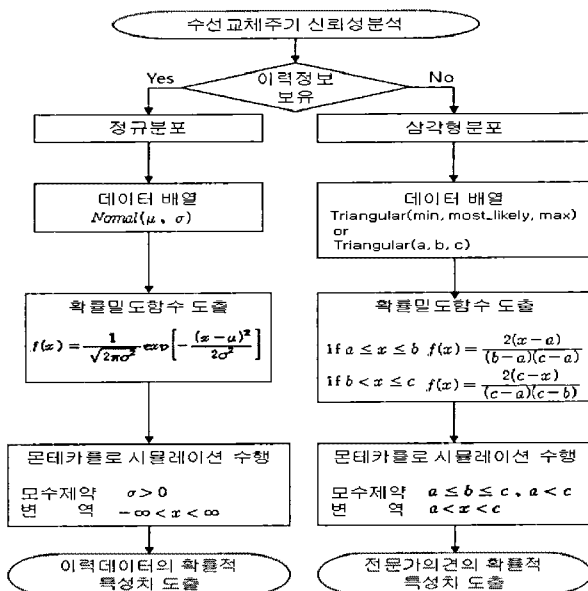 수선교체주기 신뢰성분석
Yes
이력정보
보유
No
정규분포
데이터 배열
Nomal(μ, σ)
확률밀도함수 도출
f(x) = 1/√(2πσ²) exp[-(x-μ)²/2σ²]
몬테카플로 시뮬레이션 수행
모수제약 σ>0
변 역 -∞<x<∞
이력데이터의 확률적
특성치 도출
삼각형분포
데이터 배열
Triangular(min, most_likely, max)
or
Triangular(a, b, c)
확률밀도함수 도출
if a ≤ x ≤ b f(x) = 2(x-a)/(b-a)(c-a)
if b < x ≤ c f(x) = 2(c-x)/(c-a)(c-b)
몬테카플로 시뮬레이션 수행
모수제약 a ≤ b ≤ c, a < c
변 역 a < x < c
전문가의견의 확률적
특성치 도출